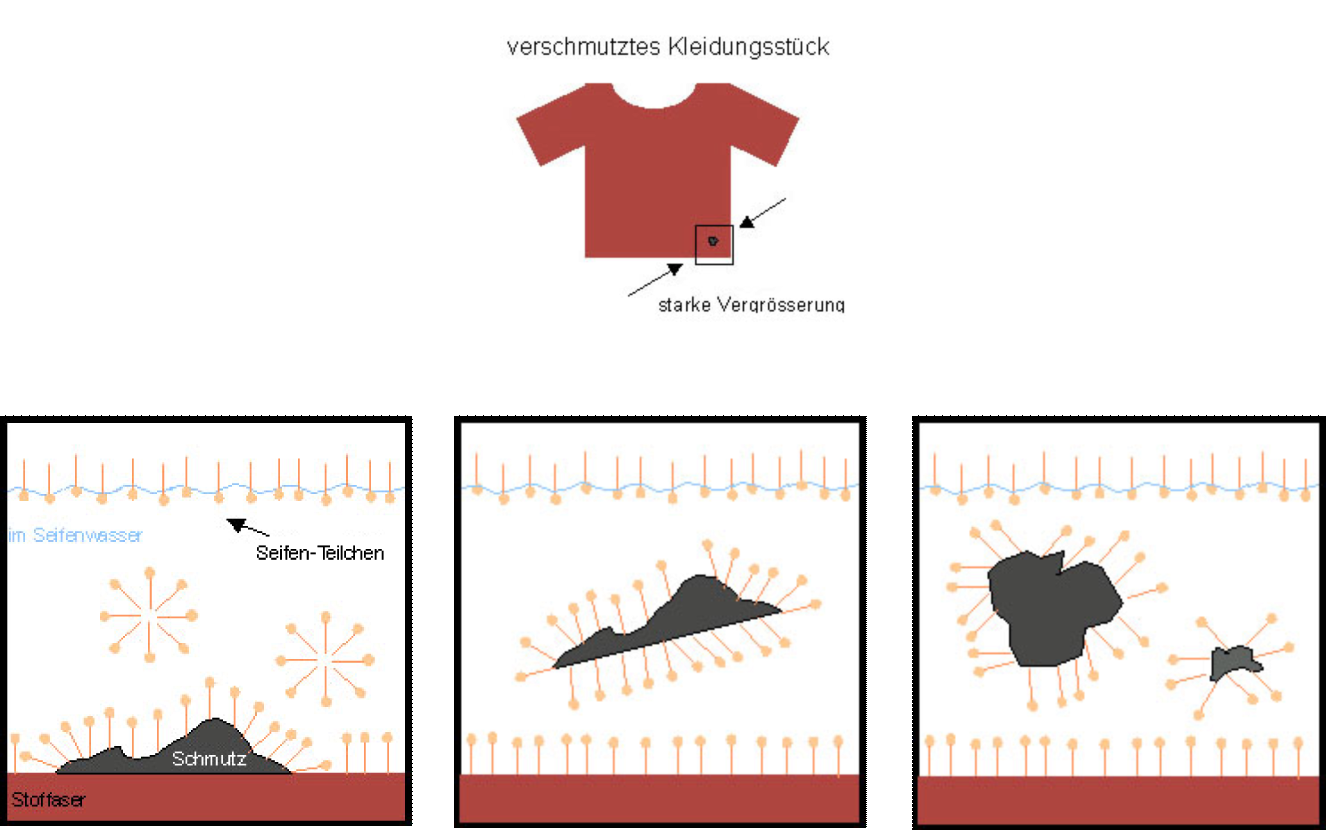 verschmutztes Kleidungsstück
starke Vergrösserung
im Seifenwasser
Seifen-Teilchen
Schmutz
Stoffaser